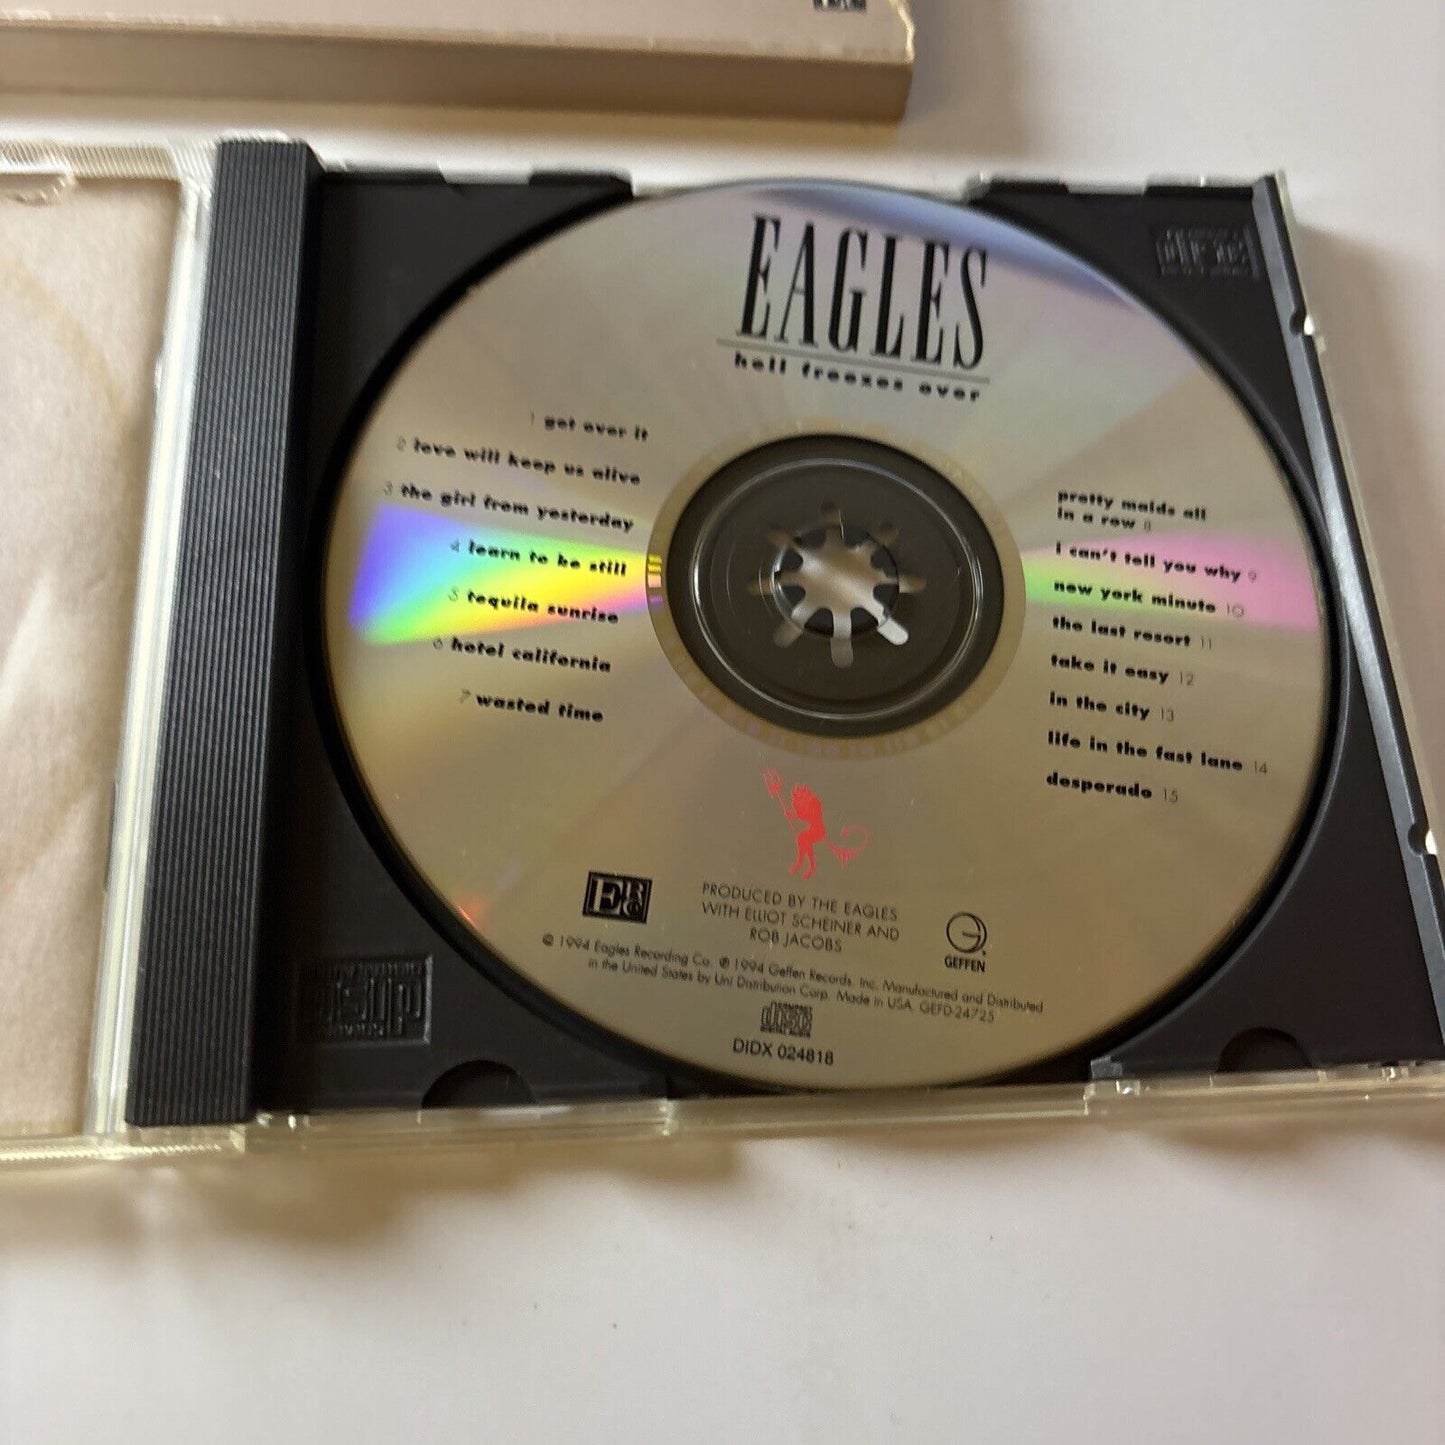 EAGLES
hell freezes over
1 get over it
2 love will keep us alive
3 the girl from yesterday
4 learn to be still
5 tequila sunrise
6 hotel california
7 wasted time
pretty maids all
in a row 8
i can't tell you why 9
new york minute 10
the last resort 11
take it easy 12
in the city 13
life in the fast lane 14
desperado 15
PRODUCED BY THE EAGLES
WITH ELLIOT SCHEINER AND
ROB JACOBS
GEFFEN
© 1994 Eagles Recording Co. ℗ 1994 Geffen Records, Inc. Manufactured and Distributed
in the United States by Uni Distribution Corp. Made in USA. GEFD-24725
COMPACT
disc
DIGITAL AUDIO
DIDX 024818